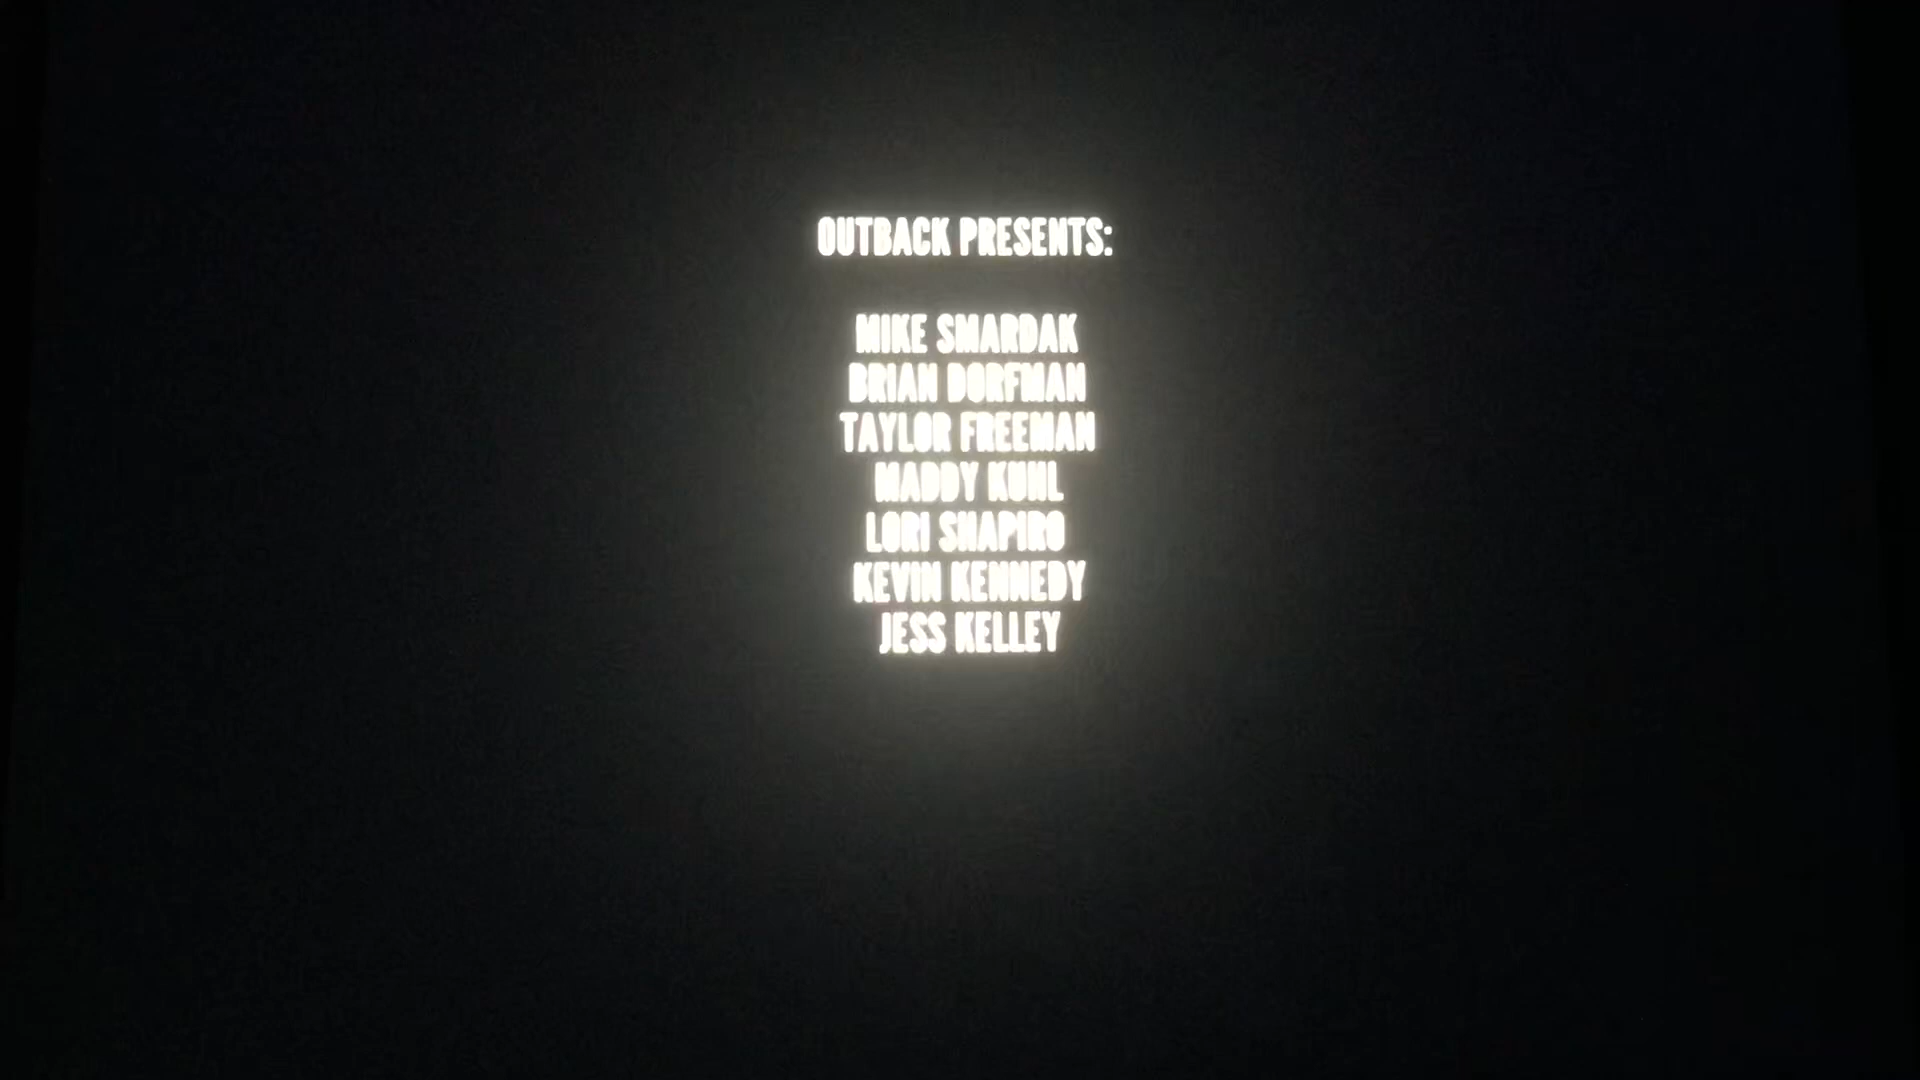 OUTBACK PRESENTS:
MIKE SMARDAK
BRIAN DORFMAN
TAYLOR FREEMAN
MADDY KUHL
LORI SHAPIRO
KEVIN KENNEDY
JESS KELLEY